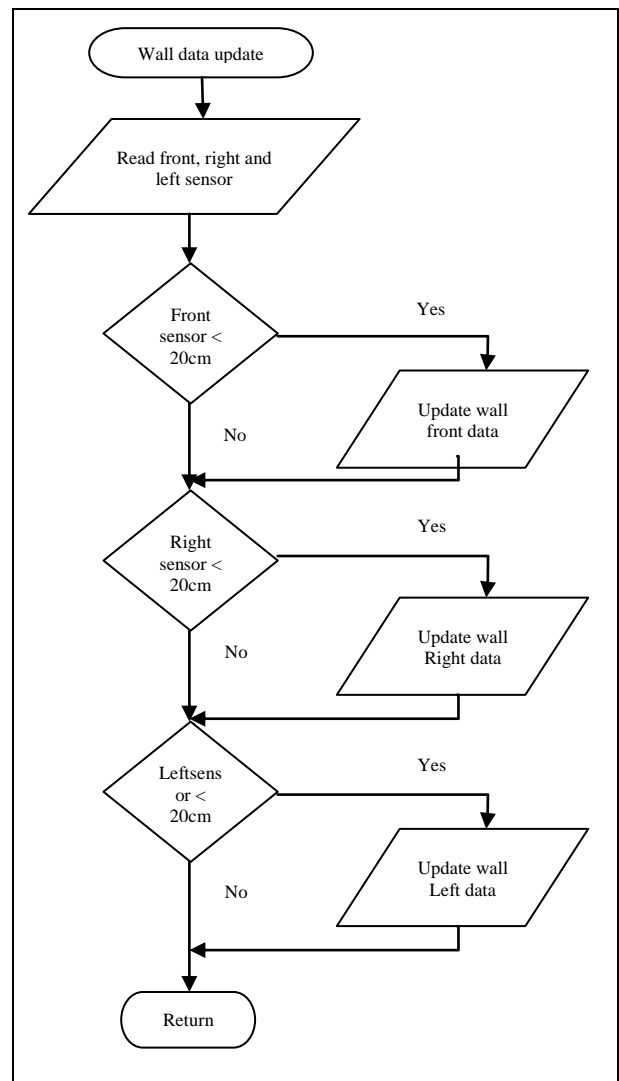 Wall data update
Read front, right and
left sensor
Front
sensor <
20cm
Yes
Update wall
front data
No
Right
sensor <
20cm
Yes
Update wall
Right data
No
Leftsens
or <
20cm
Yes
Update wall
Left data
No
Return